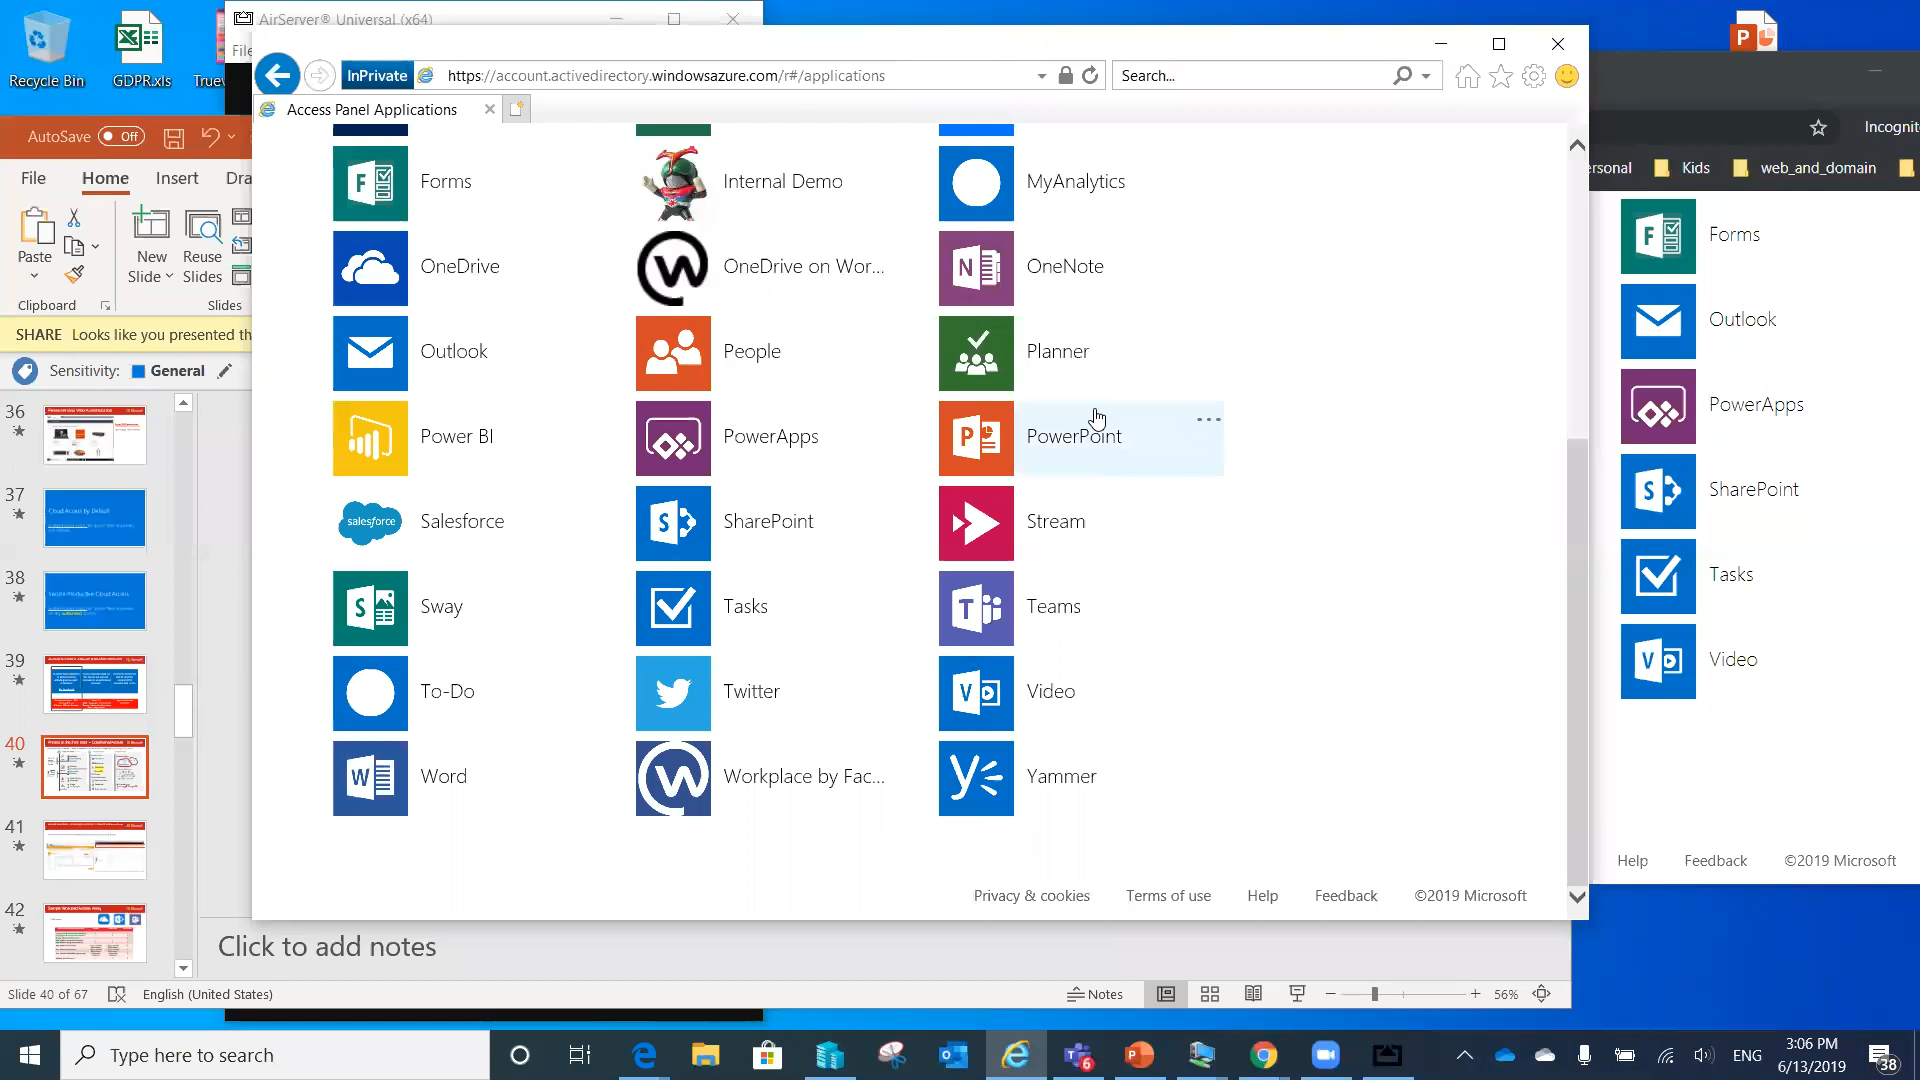 Recycle Bin
GDPR.xls
Truev
AirServer® Universal (x64)
File
InPrivate
https://account.activedirectory.windowsazure.com/r#/applications
Search...
Access Panel Applications
AutoSave
Off
File
Home
Insert
Dra
Paste
New
Slide
Reuse
Slides
Clipboard
Slides
SHARE Looks like you presented th
Sensitivity:
General
36
37
38
39
40
41
42
Forms
Internal Demo
MyAnalytics
OneDrive
OneDrive on Wor...
OneNote
Outlook
People
Planner
Power BI
PowerApps
PowerPoint
...
salesforce
Salesforce
SharePoint
Stream
Sway
Tasks
Teams
To-Do
Twitter
Video
Word
Workplace by Fac...
Yammer
Privacy & cookies
Terms of use
Help
Feedback
©2019 Microsoft
Incognit
ersonal
Kids
web_and_domain
Forms
Outlook
PowerApps
SharePoint
Tasks
Video
Help
Feedback
©2019 Microsoft
Click to add notes
Slide 40 of 67
English (United States)
Notes
56%
Type here to search
6
ENG
3:06 PM
6/13/2019
38